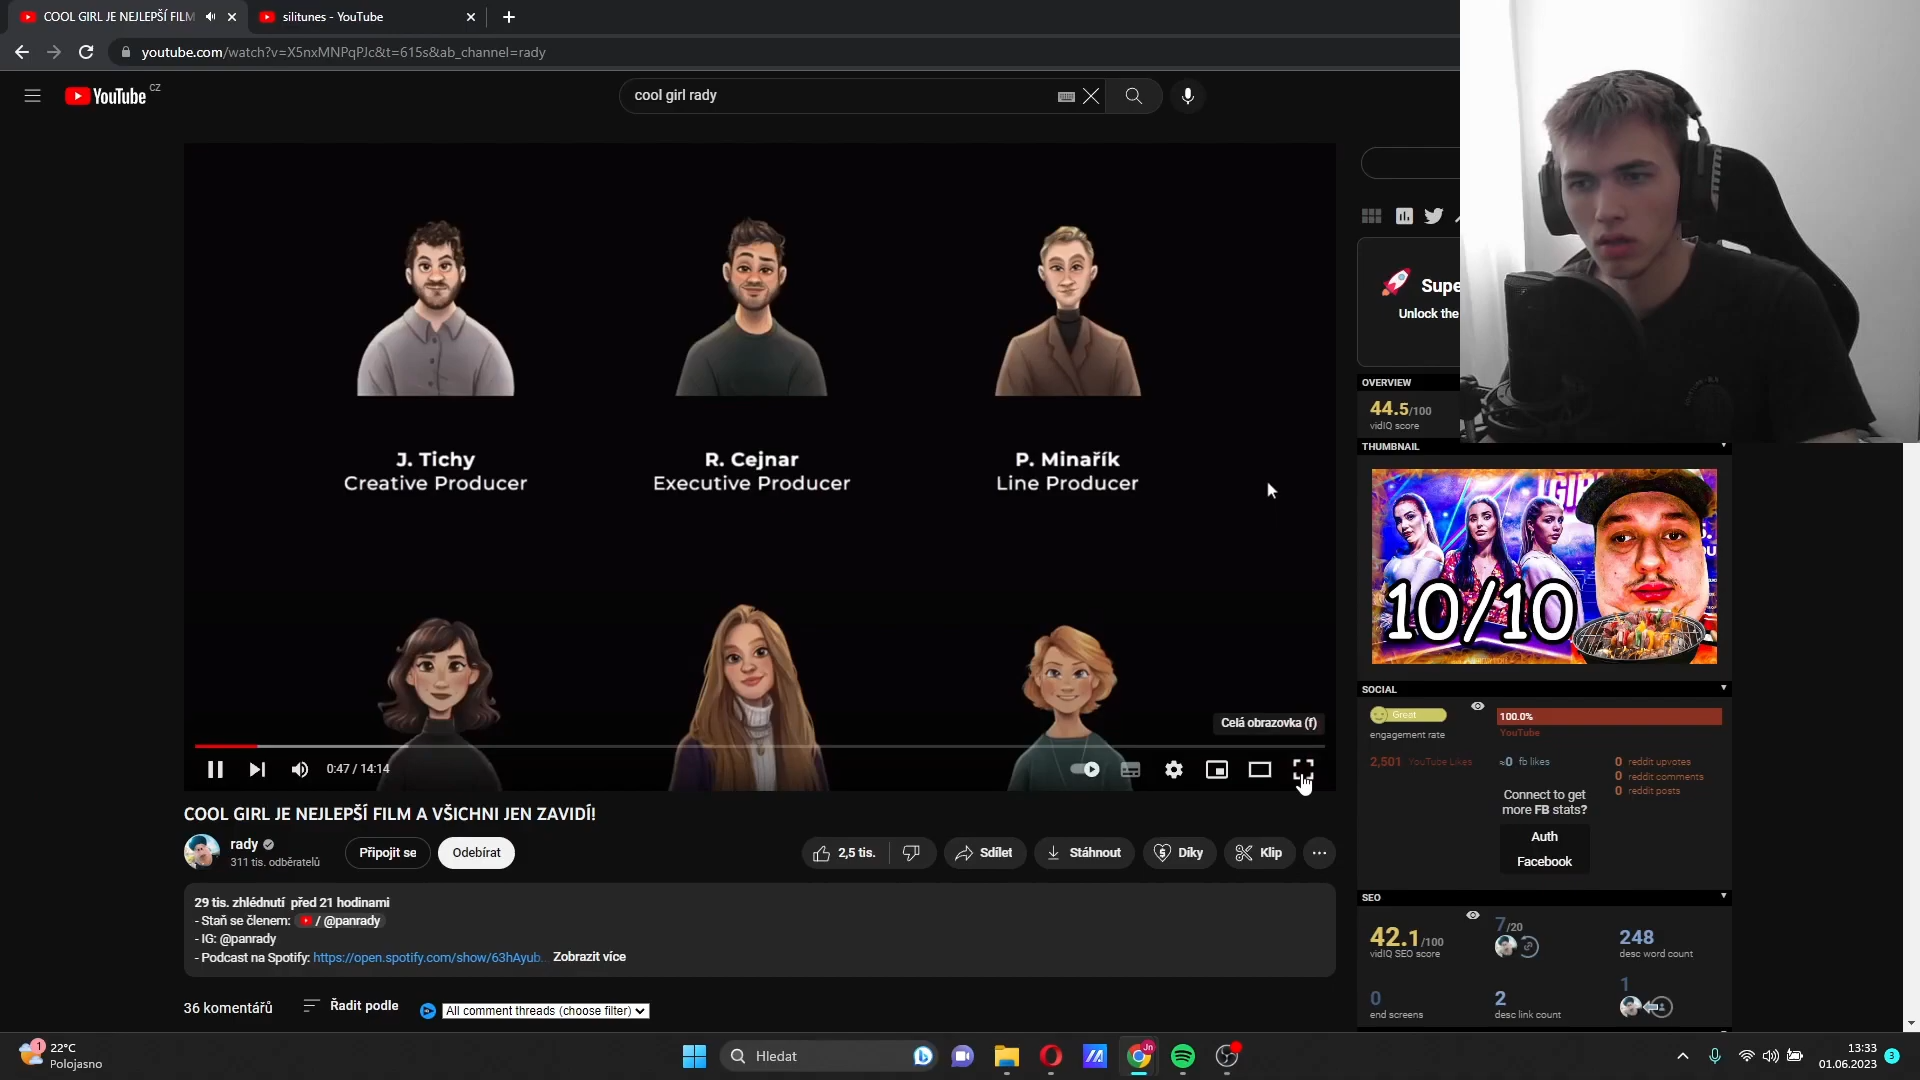 COOL GIRL JE NEJLEPŠÍ FILM
silitunes - YouTube
youtube.com/watch?v=X5nxMNPqPJc&t=615s&ab_channel=rady
YouTube CZ
cool girl rady
J. Tichy
Creative Producer
R. Cejnar
Executive Producer
P. Minařík
Line Producer
Celá obrazovka (f)
0:47 / 14:14
COOL GIRL JE NEJLEPŠÍ FILM A VŠICHNI JEN ZAVIDÍ!
rady
311 tis. odběratelů
Připojit se
Odebírat
2,5 tis.
Sdílet
Stáhnout
Díky
Klip
29 tis. zhlédnutí před 21 hodinami
- Staň se členem: / @panrady
- IG: @panrady
- Podcast na Spotify: https://open.spotify.com/show/63hAyub... Zobrazit více
36 komentářů
Řadit podle
All comment threads (choose filter)
Supe
Unlock the
OVERVIEW
44.5/100
vidIQ score
THUMBNAIL
10/10
SOCIAL
Great
engagement rate
100.0%
YouTube
2,501 YouTube Likes
≈0 fb likes
0 reddit upvotes
0 reddit comments
0 reddit posts
Connect to get
more FB stats?
Auth
Facebook
SEO
42.1/100
vidIQ SEO score
7/20
248
desc word count
0
end screens
2
desc link count
1
1
22°C
Polojasno
Hledat
Jn
13:33
01.06.2023
3